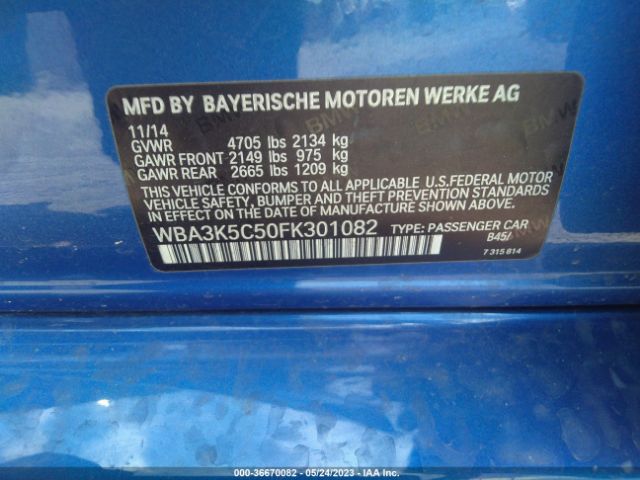 MFD BY BAYERISCHE MOTOREN WERKE AG
11/14
GVWR 4705 lbs 2134 kg
GAWR FRONT 2149 lbs 975 kg
GAWR REAR 2665 lbs 1209 kg
THIS VEHICLE CONFORMS TO ALL APPLICABLE U.S.FEDERAL MOTOR
VEHICLE SAFETY, BUMPER, AND THEFT PREVENTION STANDARDS
IN EFFECT ON THE DATE OF MANUFACTURE SHOWN ABOVE.
WBA3K5C50FK301082 TYPE: PASSENGER CAR
B45/
7 315 814
000-36670082 - 05/24/2023 - IAA Inc.